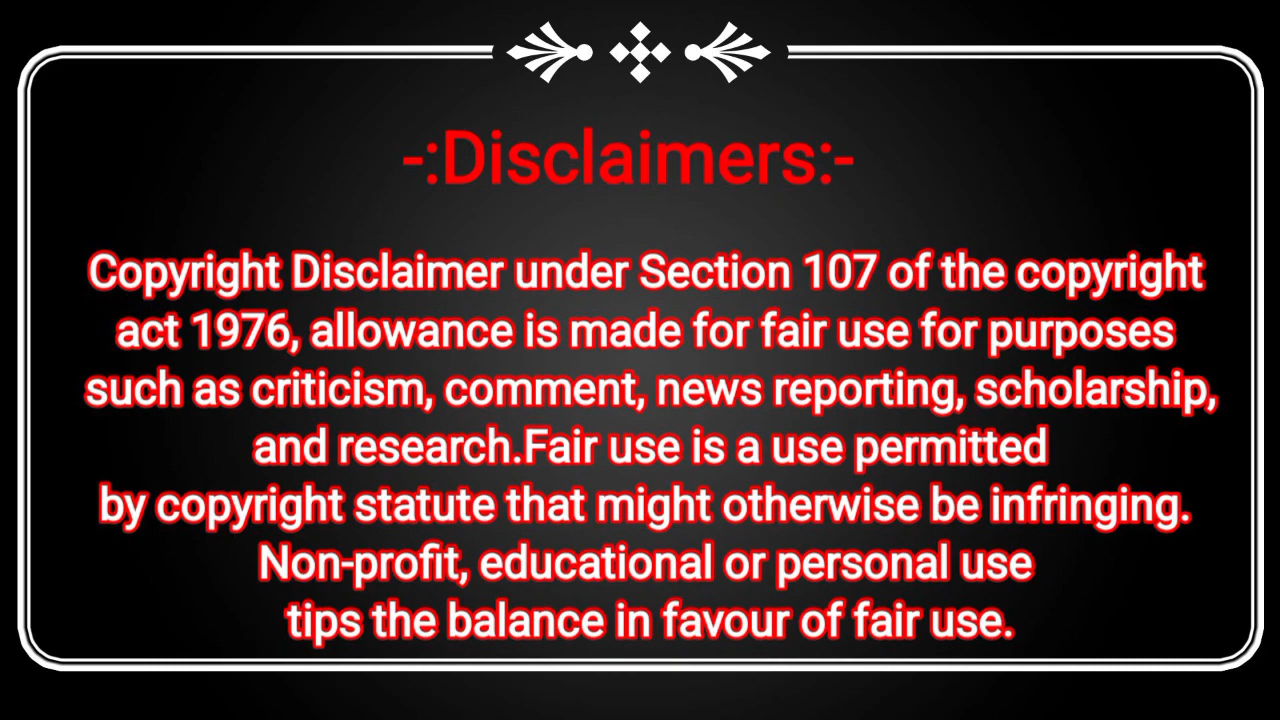 -:Disclaimers:-
Copyright Disclaimer under Section 107 of the copyright
act 1976, allowance is made for fair use for purposes
such as criticism, comment, news reporting, scholarship,
and research.Fair use is a use permitted
by copyright statute that might otherwise be infringing.
Non-profit, educational or personal use
tips the balance in favour of fair use.